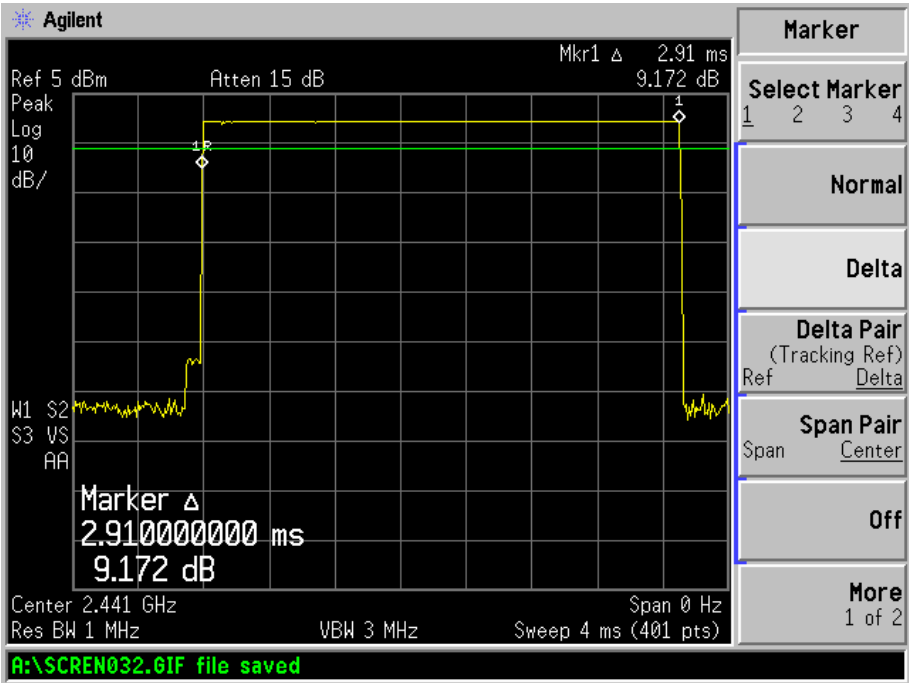 Agilent
Mkr1 Δ 2.91 ms
Ref 5 dBm Atten 15 dB 9.172 dB
Peak
Log
10
dB/
1
1R
W1 S2
S3 VS
AA
Marker Δ
2.910000000 ms
9.172 dB
Center 2.441 GHz Span 0 Hz
Res BW 1 MHz VBW 3 MHz Sweep 4 ms (401 pts)
A:\SCREN032.GIF file saved
Marker
Select Marker
1 2 3 4
Normal
Delta
Delta Pair
(Tracking Ref)
Ref Delta
Span Pair
Span Center
Off
More
1 of 2